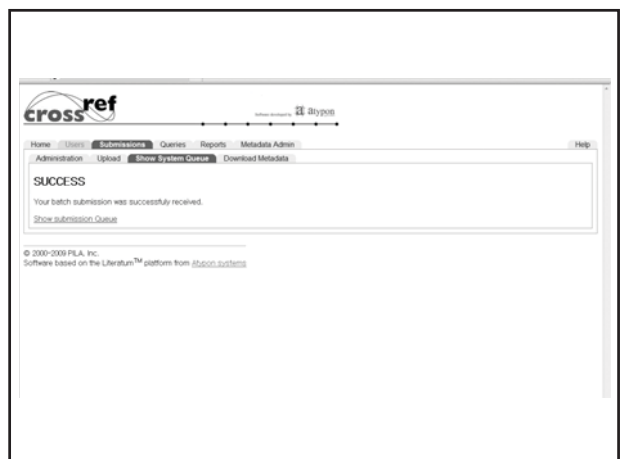 crossref
Software developed by atypon
Home Users Submissions Queries Reports Metadata Admin Help
Administration Upload Show System Queue Download Metadata
SUCCESS
Your batch submission was successfuly received.
Show submission Queue
© 2000-2009 PILA, Inc.
Software based on the Literatum™ platform from Atypon systems